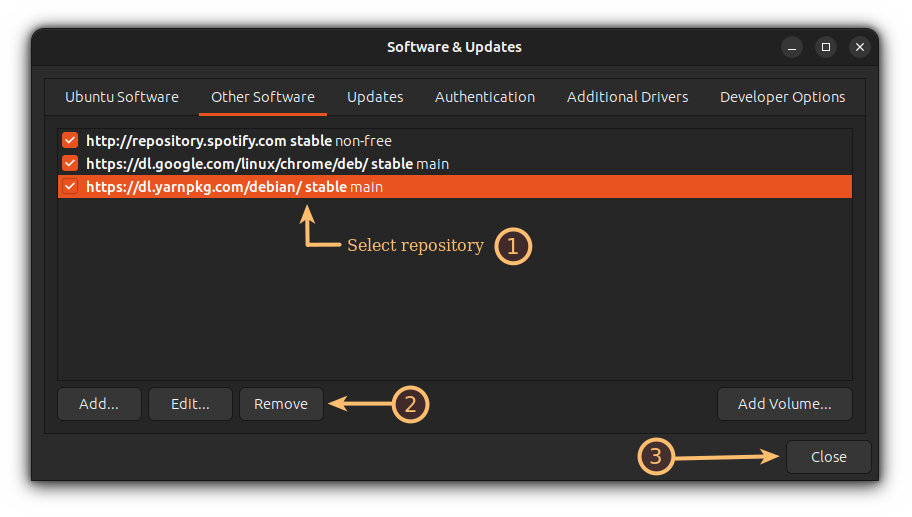 Software & Updates
Ubuntu Software Other Software Updates Authentication Additional Drivers Developer Options
http://repository.spotify.com stable non-free
https://dl.google.com/linux/chrome/deb/ stable main
https://dl.yarnpkg.com/debian/ stable main
Select repository 1
Add... Edit... Remove 2 Add Volume...
3 Close